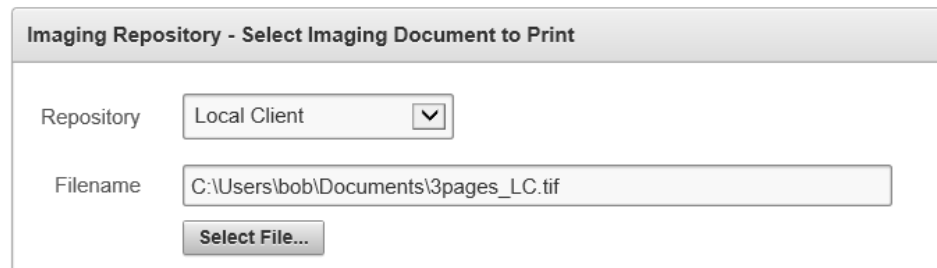 Imaging Repository - Select Imaging Document to Print
Repository Local Client
Filename C:\Users\bob\Documents\3pages_LC.tif
Select File...